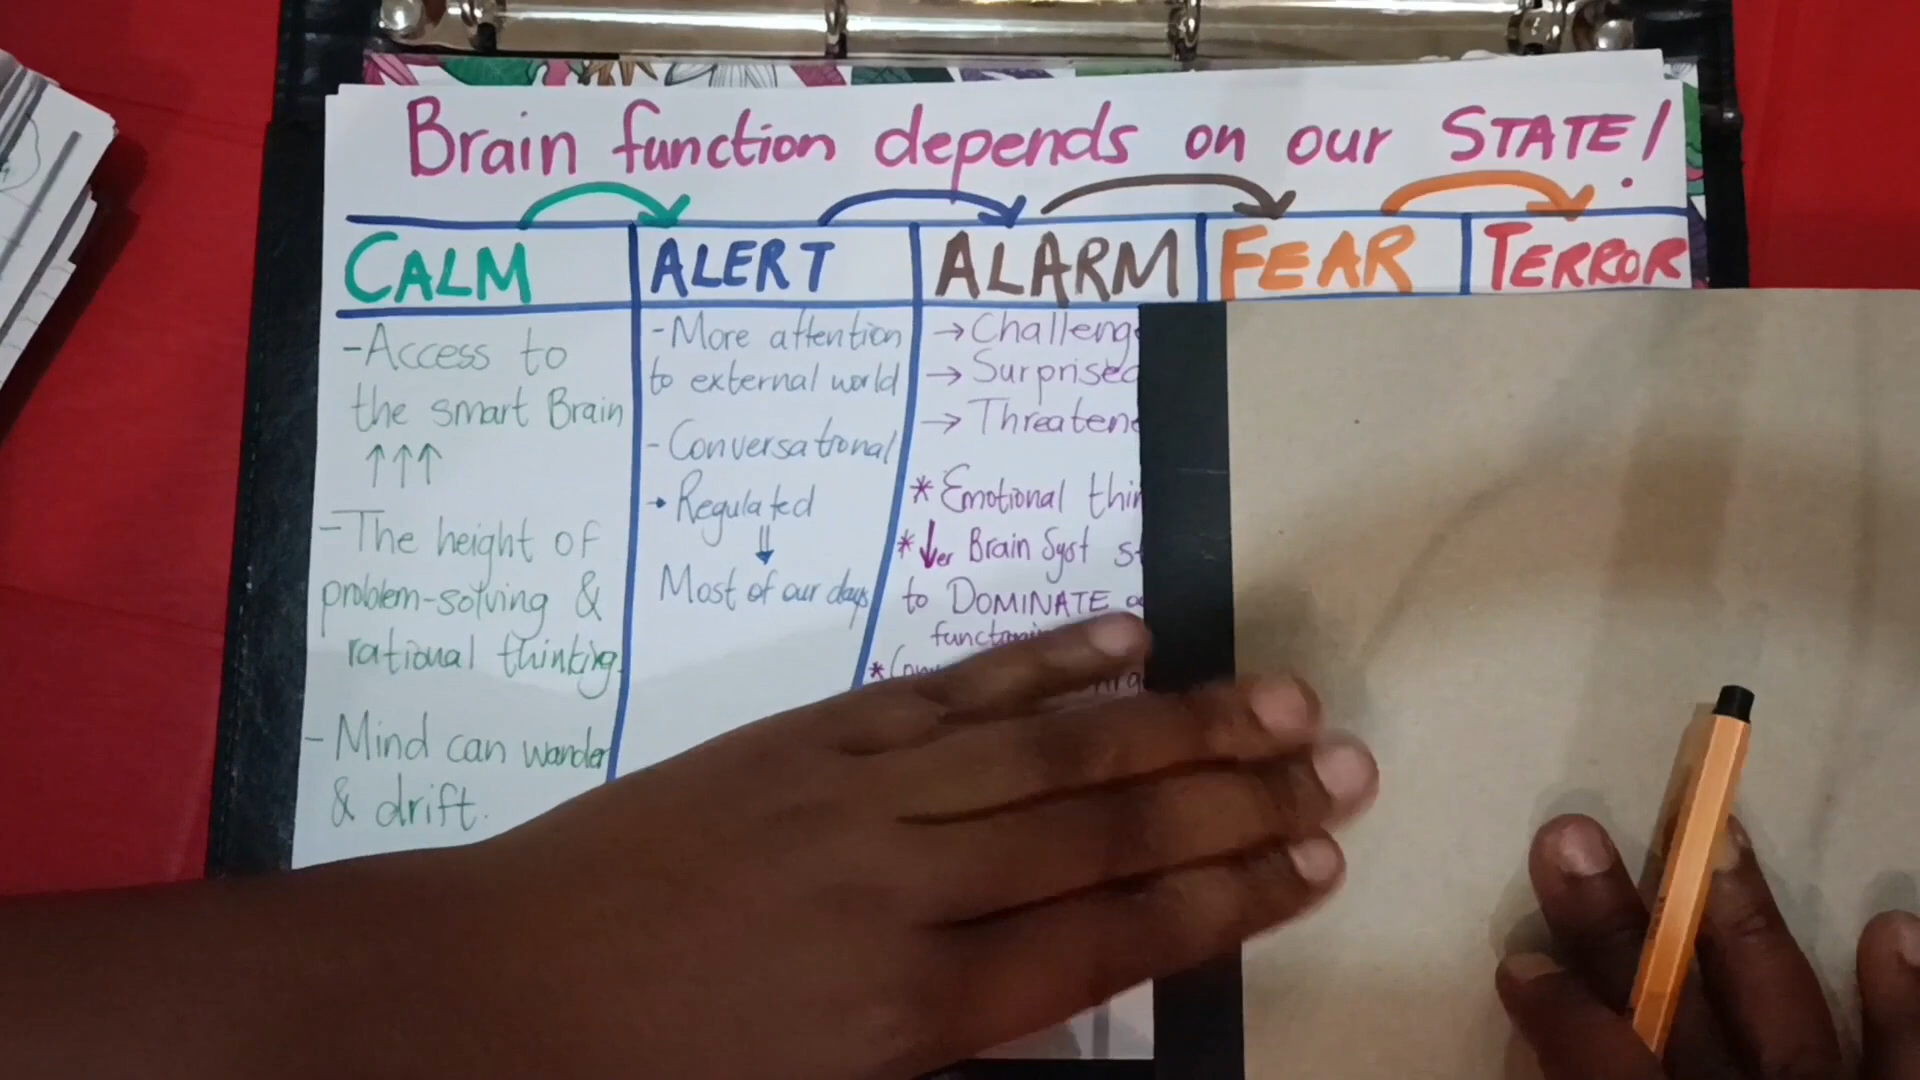 Brain function depends on our STATE!
CALM
ALERT
ALARM
FEAR
TERROR
-Access to
the smart Brain
↑↑↑
-The height of
problem-solving &
rational thinking.
- Mind can wander
& drift.
-More attention
to external world
-Conversational
→ Regulated
⇓
Most of our days
→ Challeng
→ Surprised
→ Threaten
* Emotional thin
* ↓er Brain Syst s
to DOMINATE